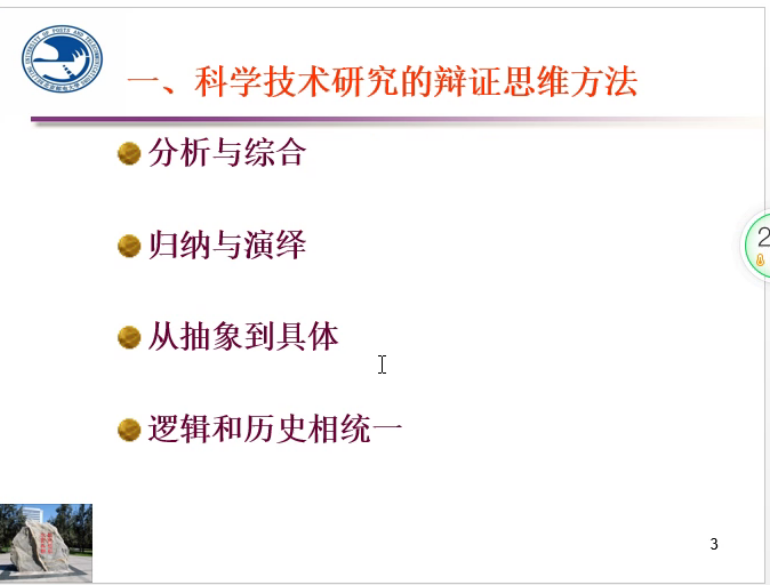 一、科学技术研究的辩证思维方法
分析与综合
归纳与演绎
从抽象到具体
逻辑和历史相统一
2
3